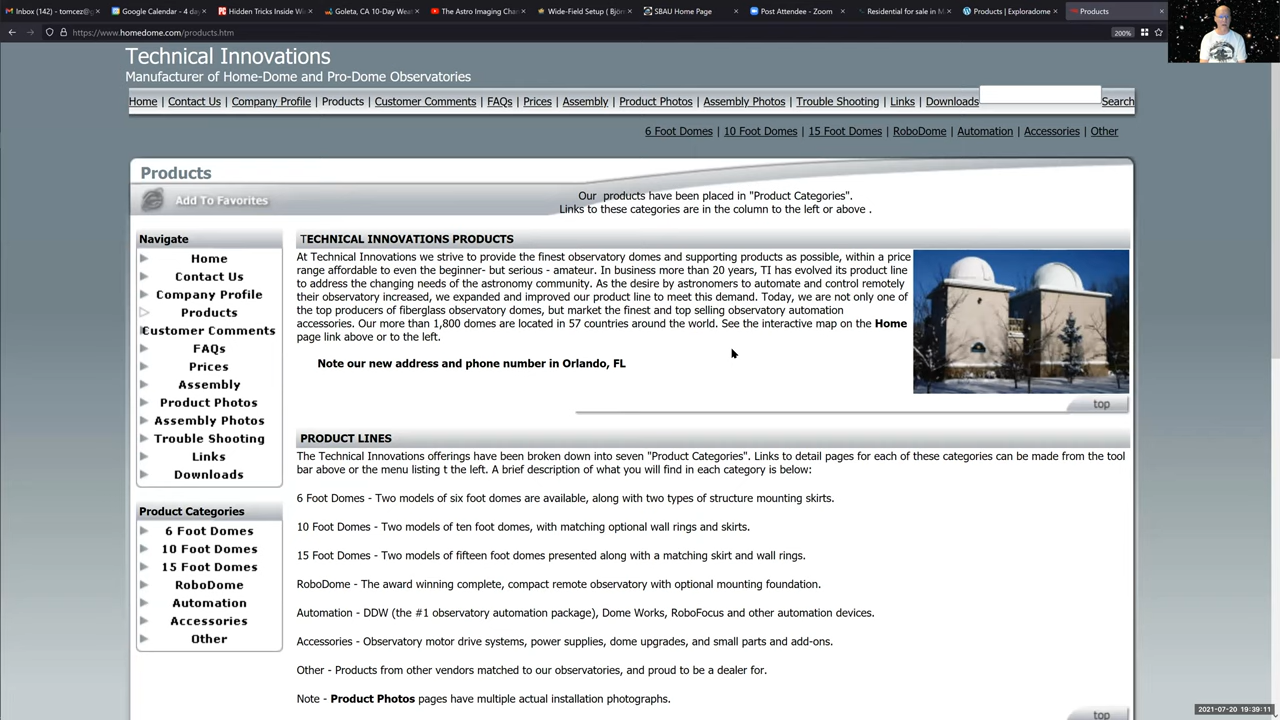 Inbox (142) - tomcez@
Google Calendar - 4 day
Hidden Tricks Inside W
Goleta, CA 10-Day We
The Astro Imaging Ch
Wide-Field Setup ( Björ
SBAU Home Page
Post Attendee - Zoom
Residential for sale in M
Products | Exploradome
Products
https://www.homedome.com/products.htm
200%
Technical Innovations
Manufacturer of Home-Dome and Pro-Dome Observatories
Home | Contact Us | Company Profile | Products | Customer Comments | FAQs | Prices | Assembly | Product Photos | Assembly Photos | Trouble Shooting | Links | Downloads Search
6 Foot Domes | 10 Foot Domes | 15 Foot Domes | RoboDome | Automation | Accessories | Other
Products
Add To Favorites
Our products have been placed in "Product Categories".
Links to these categories are in the column to the left or above .
Navigate
Home
Contact Us
Company Profile
Products
Customer Comments
FAQs
Prices
Assembly
Product Photos
Assembly Photos
Trouble Shooting
Links
Downloads
Product Categories
6 Foot Domes
10 Foot Domes
15 Foot Domes
RoboDome
Automation
Accessories
Other
TECHNICAL INNOVATIONS PRODUCTS
At Technical Innovations we strive to provide the finest observatory domes and supporting products as possible, within a price
range affordable to even the beginner- but serious - amateur. In business more than 20 years, TI has evolved its product line
to address the changing needs of the astronomy community. As the desire by astronomers to automate and control remotely
their observatory increased, we expanded and improved our product line to meet this demand. Today, we are not only one of
the top producers of fiberglass observatory domes, but market the finest and top selling observatory automation
accessories. Our more than 1,800 domes are located in 57 countries around the world. See the interactive map on the Home
page link above or to the left.
Note our new address and phone number in Orlando, FL
top
PRODUCT LINES
The Technical Innovations offerings have been broken down into seven "Product Categories". Links to detail pages for each of these categories can be made from the tool
bar above or the menu listing t the left. A brief description of what you will find in each category is below:
6 Foot Domes - Two models of six foot domes are available, along with two types of structure mounting skirts.
10 Foot Domes - Two models of ten foot domes, with matching optional wall rings and skirts.
15 Foot Domes - Two models of fifteen foot domes presented along with a matching skirt and wall rings.
RoboDome - The award winning complete, compact remote observatory with optional mounting foundation.
Automation - DDW (the #1 observatory automation package), Dome Works, RoboFocus and other automation devices.
Accessories - Observatory motor drive systems, power supplies, dome upgrades, and small parts and add-ons.
Other - Products from other vendors matched to our observatories, and proud to be a dealer for.
Note - Product Photos pages have multiple actual installation photographs.
top
2021-07-20 19:39:11